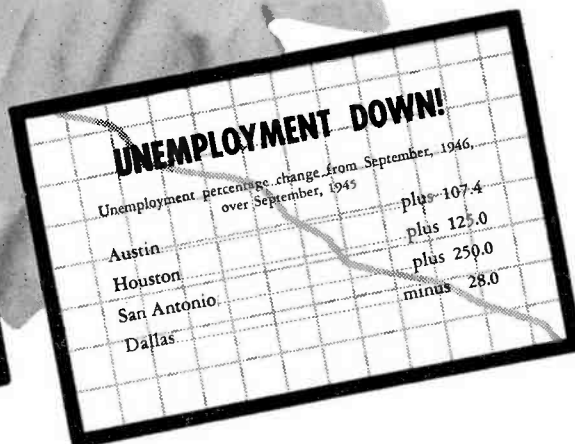 UNEMPLOYMENT DOWN!
Unemployment percentage change from September, 1946,
over September, 1945
Austin plus 107.4
Houston plus 125.0
San Antonio plus 250.0
Dallas minus 28.0